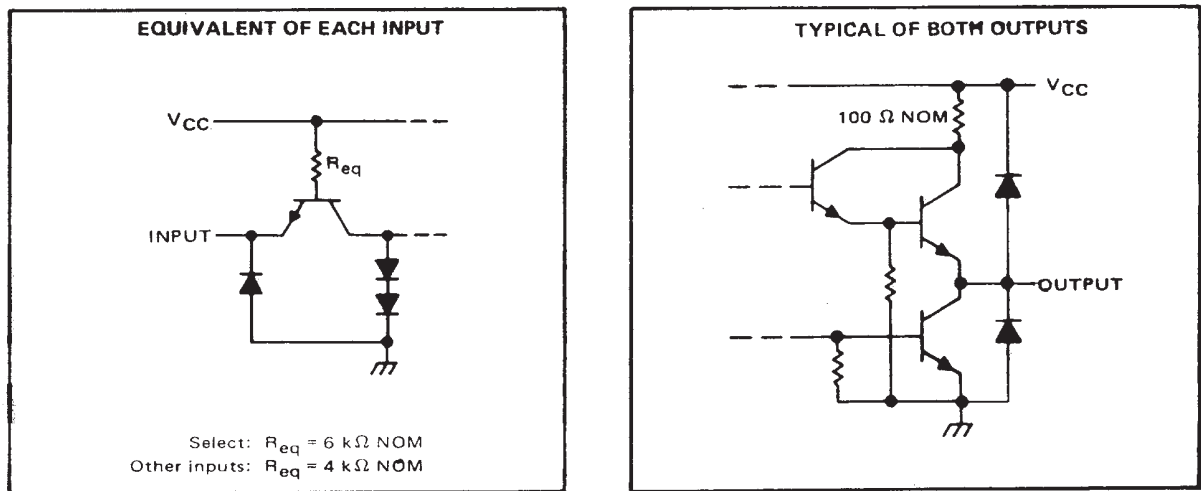 EQUIVALENT OF EACH INPUT
VCC
Req
INPUT
Select: Req = 6 kΩ NOM
Other inputs: Req = 4 kΩ NOM
TYPICAL OF BOTH OUTPUTS
VCC
100 Ω NOM
OUTPUT